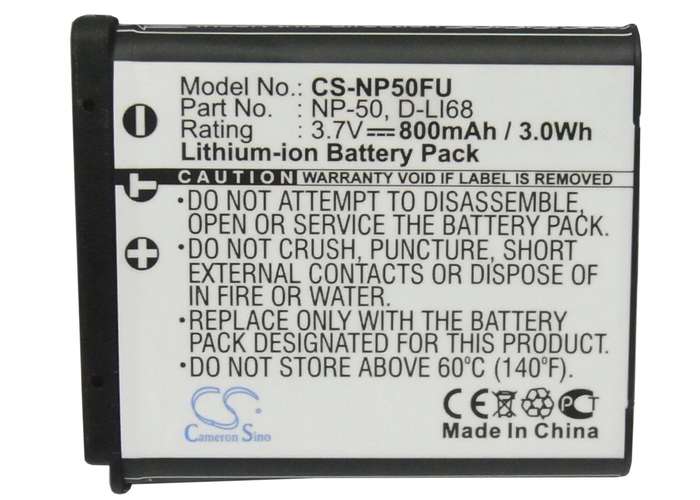 Model No.: CS-NP50FU
Part No.: NP-50, D-LI68
Rating: 3.7V 800mAh / 3.0Wh
Lithium-ion Battery Pack
CAUTION WARRANTY VOID IF LABEL IS REMOVED
•DO NOT ATTEMPT TO DISASSEMBLE, OPEN OR SERVICE THE BATTERY PACK.
•DO NOT CRUSH, PUNCTURE, SHORT
EXTERNAL CONTACTS OR DISPOSE
IN FIRE OR WATER.
•REPLACE ONLY WITH THE BATTERY
PACK DESIGNATED FOR EQUIPMENT.
•DO NOT STORE ABOVE 60°C (140°F).
CS
Cameron Sino
CE PCT
Made In China